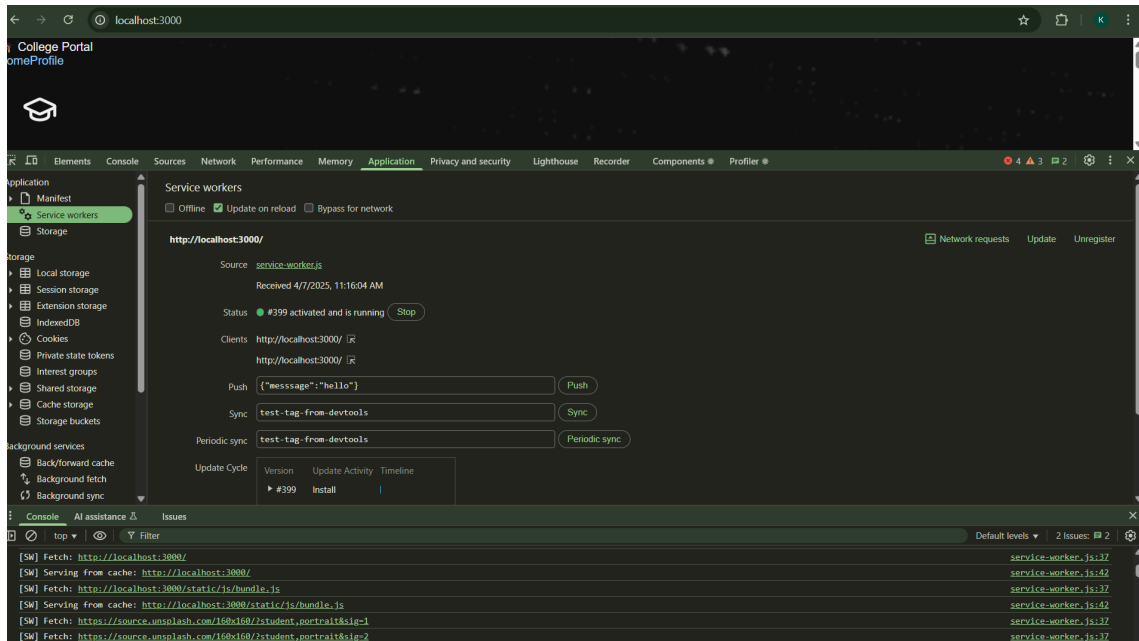 localhost:3000
K
College Portal
omeProfile
Elements Console Sources Network Performance Memory Application Privacy and security Lighthouse Recorder Components Profiler 4 3 2
Application
Manifest
Service workers
Storage
Storage
Local storage
Session storage
Extension storage
IndexedDB
Cookies
Private state tokens
Interest groups
Shared storage
Cache storage
Storage buckets
Background services
Back/forward cache
Background fetch
Background sync
Service workers
Offline Update on reload Bypass for network
http://localhost:3000/ Network requests Update Unregister
Source service-worker.js
Received 4/7/2025, 11:16:04 AM
Status #399 activated and is running Stop
Clients http://localhost:3000/
http://localhost:3000/
Push {"messsage":"hello"} Push
Sync test-tag-from-devtools Sync
Periodic sync test-tag-from-devtools Periodic sync
Update Cycle Version Update Activity Timeline
#399 Install
Console AI assistance Issues
top Filter Default levels 2 Issues: 2
[SW] Fetch: http://localhost:3000/ service-worker.js:37
[SW] Serving from cache: http://localhost:3000/ service-worker.js:42
[SW] Fetch: http://localhost:3000/static/js/bundle.js service-worker.js:37
[SW] Serving from cache: http://localhost:3000/static/js/bundle.js service-worker.js:42
[SW] Fetch: https://source.unsplash.com/160x160/?student,portrait&sig=1 service-worker.js:37
[SW] Fetch: https://source.unsplash.com/160x160/?student,portrait&sig=2 service-worker.js:37